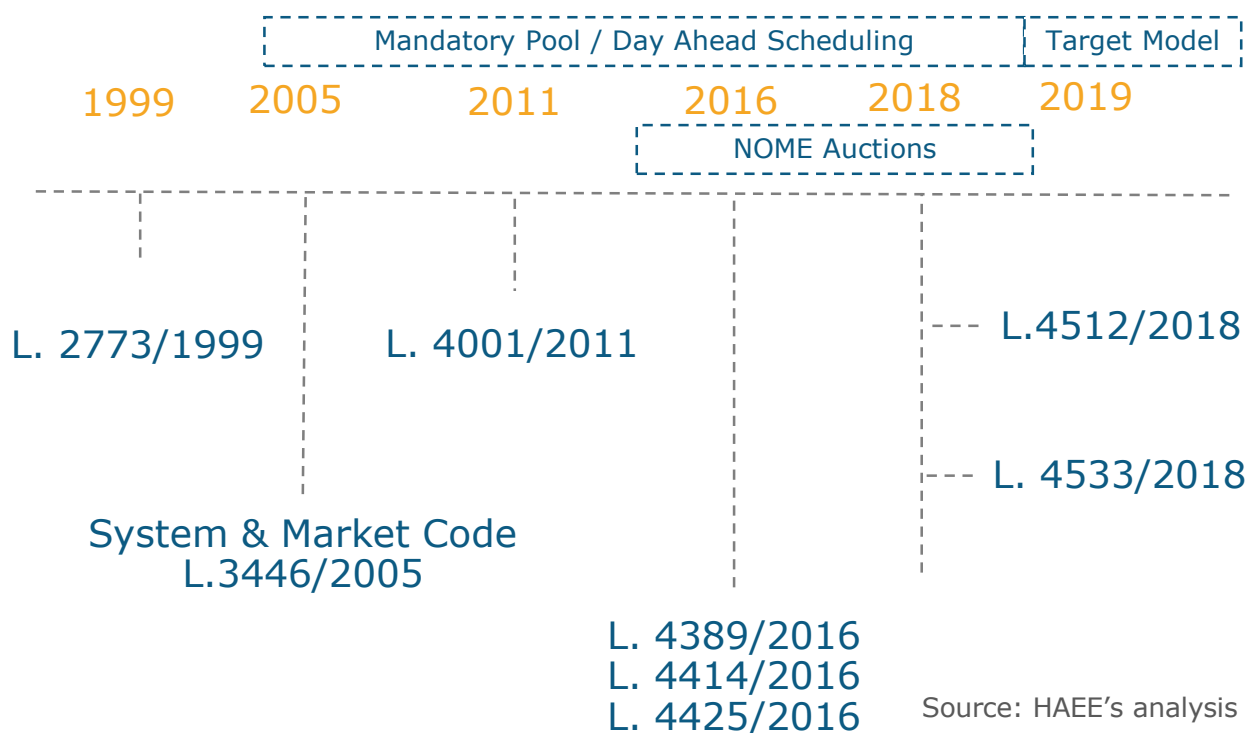 Mandatory Pool / Day Ahead Scheduling
Target Model
1999
2005
2011
2016
2018
2019
NOME Auctions
L. 2773/1999
L. 4001/2011
L.4512/2018
L. 4533/2018
System & Market Code
L.3446/2005
L. 4389/2016
L. 4414/2016
L. 4425/2016
Source: HAEE’s analysis